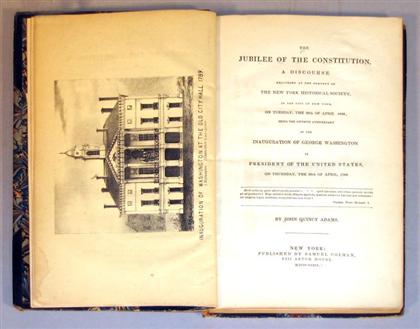 INAUGURATION OF WASHINGTON AT THE OLD CITY HALL 1789
THE
JUBILEE OF THE CONSTITUTION.
A DISCOURSE
DELIVERED AT THE REQUEST OF
THE NEW YORK HISTORICAL SOCIETY,
IN THE CITY OF NEW YORK,
ON TUESDAY, THE 30th OF APRIL, 1839,
BEING THE FIFTIETH ANNIVERSARY
OF THE
INAUGURATION OF GEORGE WASHINGTON
AS
PRESIDENT OF THE UNITED STATES,
ON THURSDAY, THE 30th OF APRIL, 1789
BY JOHN QUINCY ADAMS.
NEW YORK:
PUBLISHED BY SAMUEL COLMAN,
VIII ASTOR HOUSE.
MDCCCXXXIX.